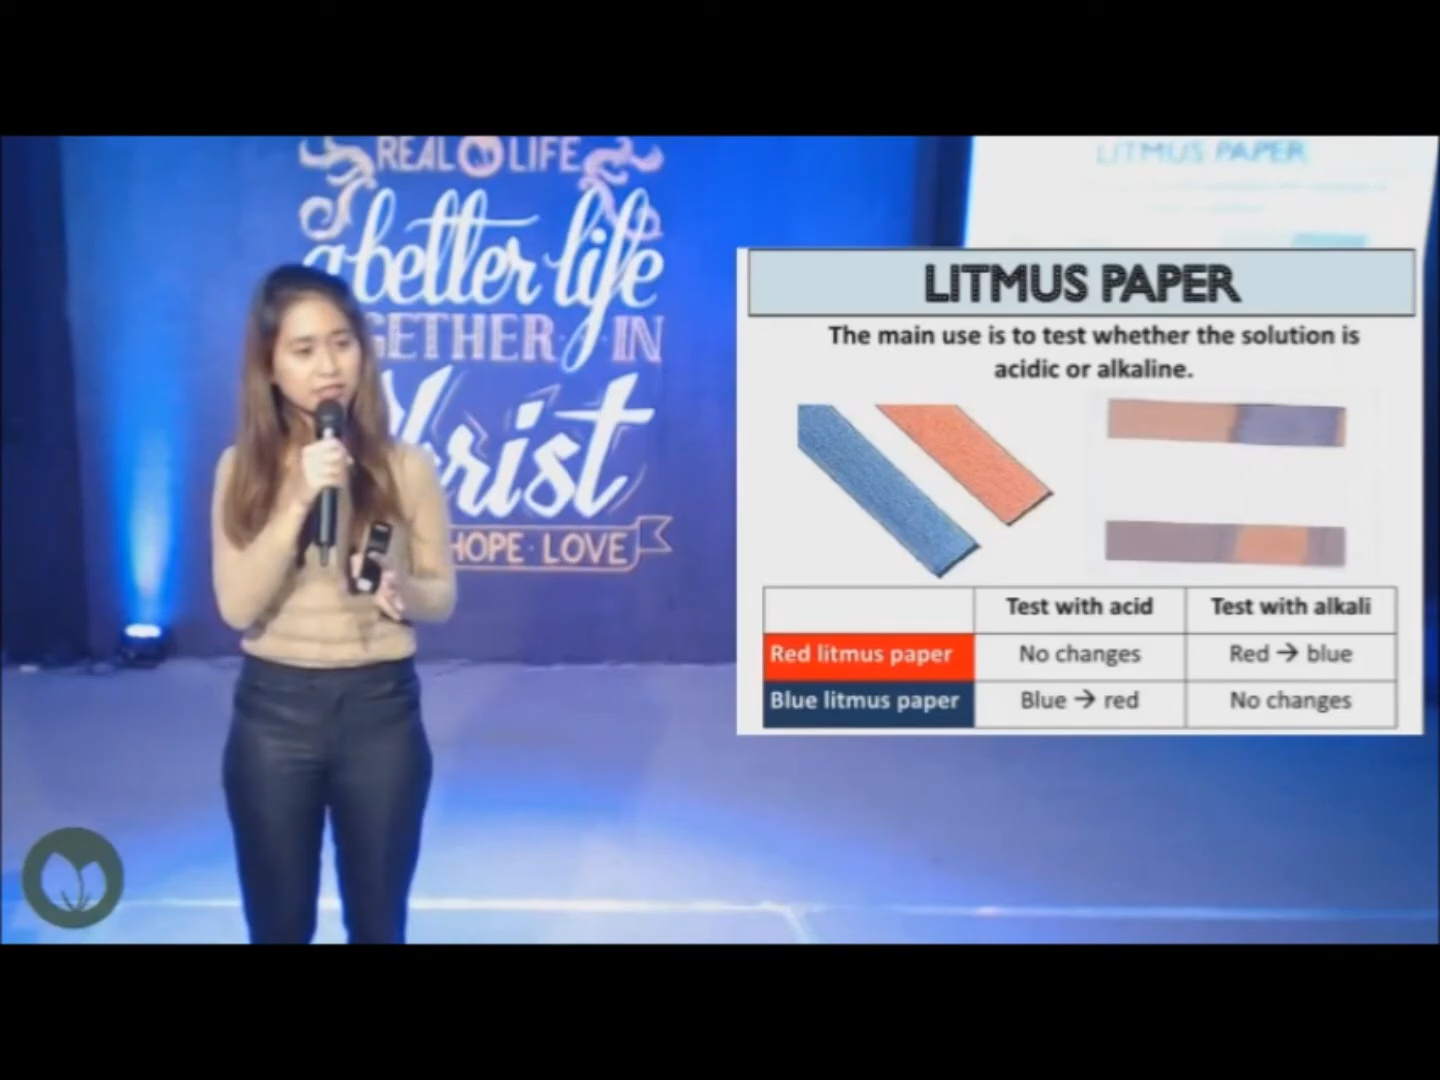 REAL LIFE
a better life
GETHER IN
Christ
HOPE · LOVE
LITMUS PAPER
LITMUS PAPER
The main use is to test whether the solution is
acidic or alkaline.
Test with acid Test with alkali
Red litmus paper No changes Red → blue
Blue litmus paper Blue → red No changes